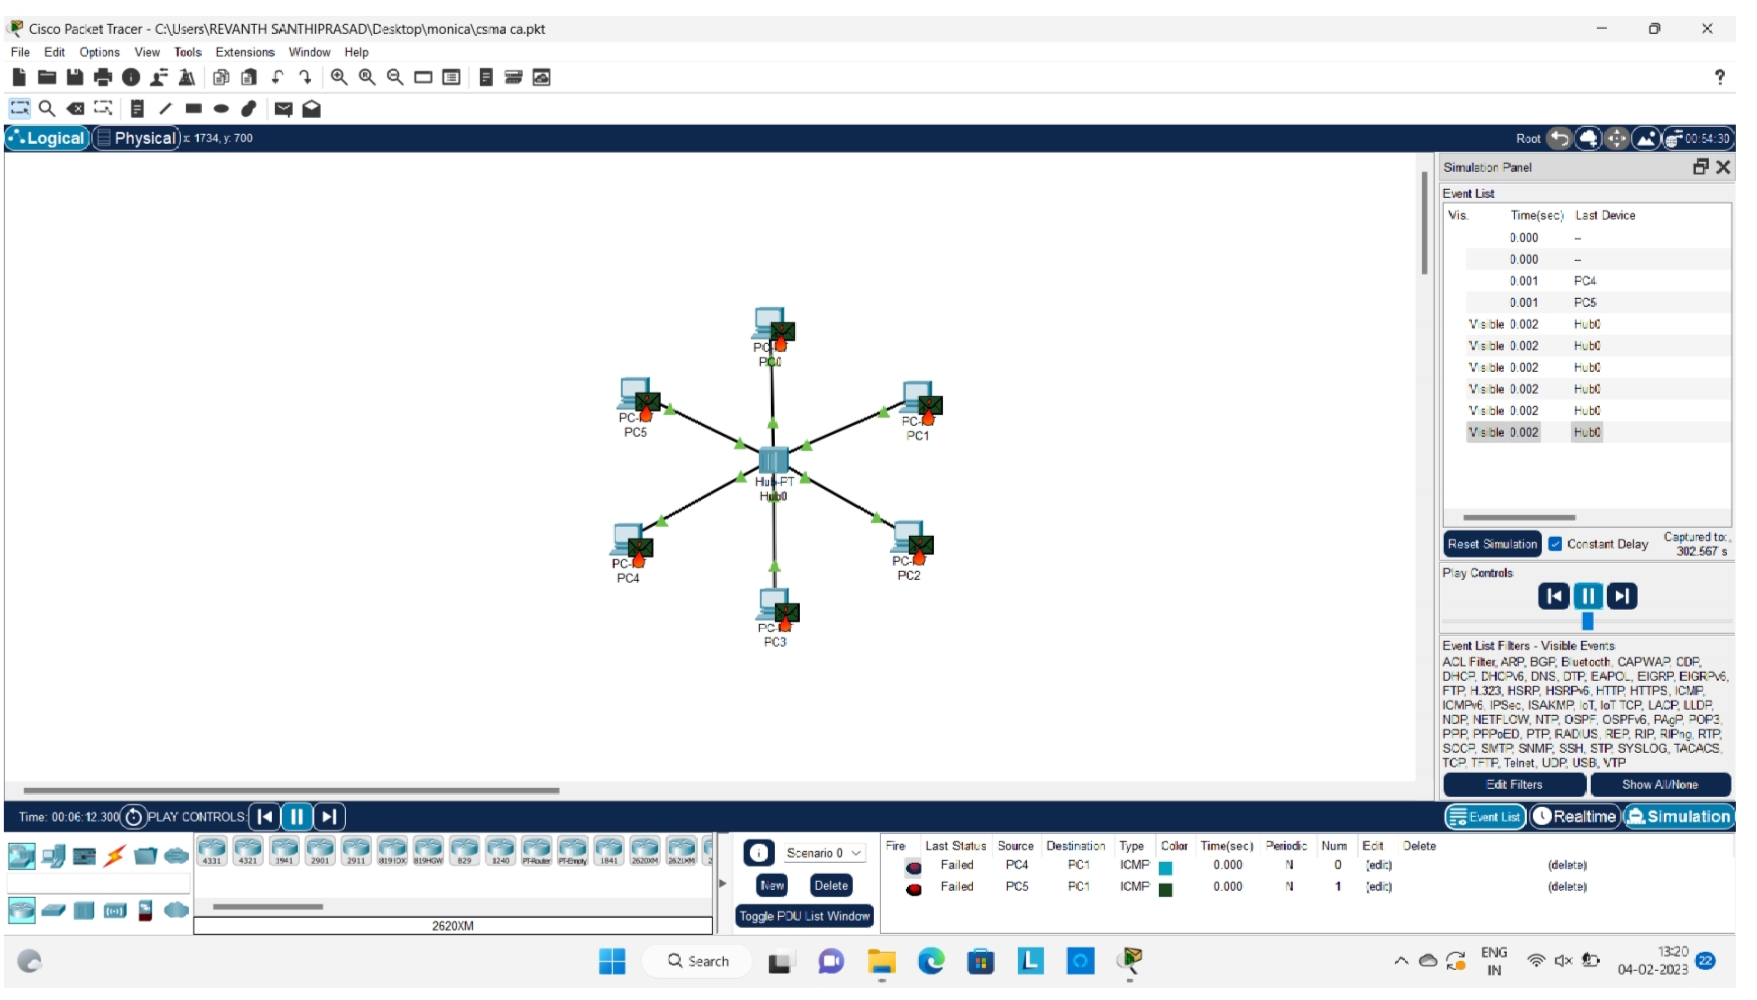 Cisco Packet Tracer - C:\Users\REVANTH SANTHIPRASAD\Desktop\monica\csma ca.pkt
File Edit Options View Tools Extensions Window Help
?
Logical Physical x: 1734, y: 700 Root 00:54:30
Simulation Panel
Event List
Vis. Time(sec) Last Device
0.000 --
0.000 --
0.001 PC4
0.001 PC5
Visible 0.002 Hub0
Visible 0.002 Hub0
Visible 0.002 Hub0
Visible 0.002 Hub0
Visible 0.002 Hub0
Visible 0.002 Hub0
PC0
PC5
PC1
Hub-PT
Hub0
PC4
PC2
PC3
Reset Simulation Constant Delay Captured to:
302.567 s
Play Controls
Event List Filters - Visible Events
ACL Filter, ARP, BGP, Bluetooth, CAPWAP, CDP,
DHCP, DHCPv6, DNS, DTP, EAPOL, EIGRP, EIGRPv6,
FTP, H.323, HSRP, HSRPv6, HTTP, HTTPS, ICMP,
ICMPv6, IPSec, ISAKMP, IoT, IoT TCP, LACP, LLDP,
NDP, NETFLOW, NTP, OSPF, OSPFv6, PAgP, POP3,
PPP, PPPoED, PTP, RADIUS, REP, RIP, RIPng, RTP,
SCCP, SMTP, SNMP, SSH, STP, SYSLOG, TACACS,
TCP, TFTP, Telnet, UDP, USB, VTP
Edit Filters Show All/None
Time: 00:06:12.300 PLAY CONTROLS:
Event List Realtime Simulation
4331 4321 1941 2901 2911 819IOX 819HGW 829 1240 PT-Router PT-Empty 1841 2620XM 2621XM 2
2620XM
Scenario 0
New Delete
Toggle PDU List Window
Fire Last Status Source Destination Type Color Time(sec) Periodic Num Edit Delete
Failed PC4 PC1 ICMP 0.000 N 0 (edit) (delete)
Failed PC5 PC1 ICMP 0.000 N 1 (edit) (delete)
Search
ENG
IN
13:20
04-02-2023
22